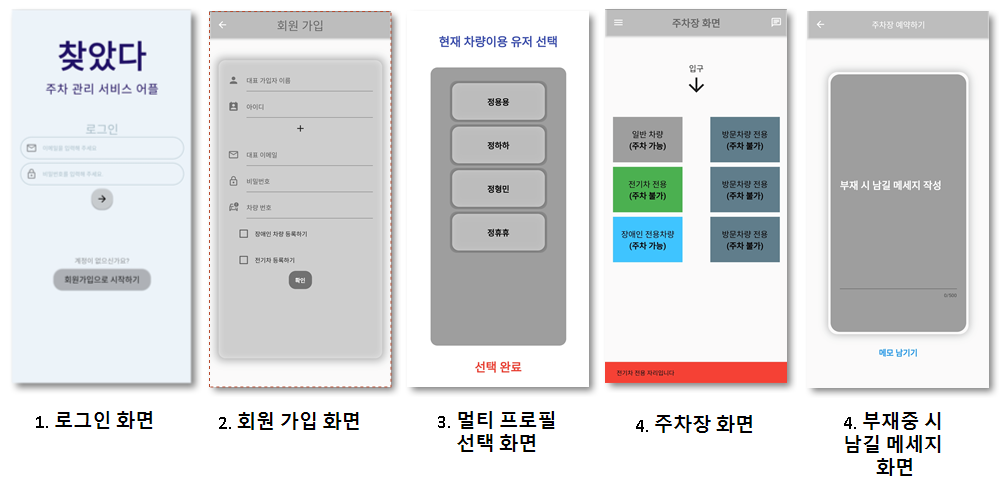 찾았다
주차 관리 서비스 어플
로그인
이메일을 입력해 주세요
비밀번호를 입력해 주세요
계정이 없으신가요?
회원가입으로 시작하기
1. 로그인 화면
회원 가입
대표 가입자 이름
아이디
+
대표 이메일
비밀번호
차량 번호
장애인 차량 등록하기
전기차 등록하기
확인
2. 회원 가입 화면
현재 차량이용 유저 선택
정용용
정하하
정형민
정휴휴
선택 완료
3. 멀티 프로필
선택 화면
주차장 화면
입구
일반 차량
(주차 가능)
방문차량 전용
(주차 불가)
전기차 전용
(주차 불가)
방문차량 전용
(주차 불가)
장애인 전용차량
(주차 가능)
방문차량 전용
(주차 불가)
전기차 전용 자리입니다
4. 주차장 화면
주차장 예약하기
부재 시 남길 메세지 작성
0/300
메모 남기기
4. 부재중 시
남길 메세지
화면